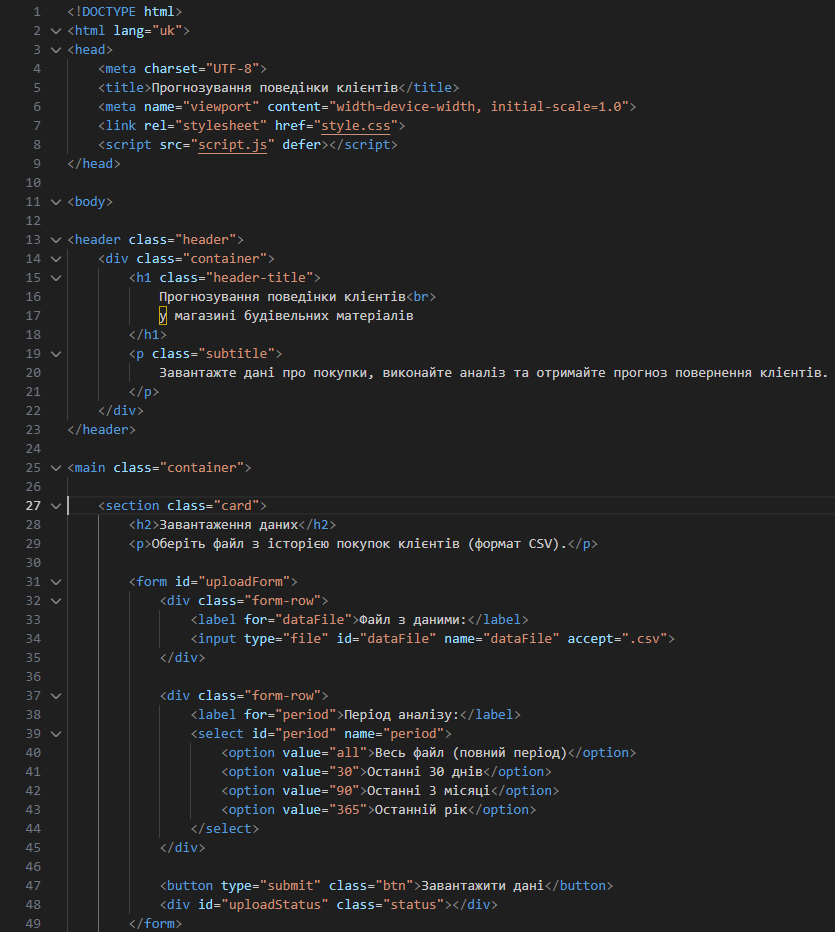 1 <!DOCTYPE html>
2 <html lang="uk">
3 <head>
4 <meta charset="UTF-8">
5 <title>Прогнозування поведінки клієнтів</title>
6 <meta name="viewport" content="width=device-width, initial-scale=1.0">
7 <link rel="stylesheet" href="style.css">
8 <script src="script.js" defer></script>
9 </head>
10
11 <body>
12
13 <header class="header">
14 <div class="container">
15 <h1 class="header-title">
16 Прогнозування поведінки клієнтів<br>
17 у магазині будівельних матеріалів
18 </h1>
19 <p class="subtitle">
20 Завантажте дані про покупки, виконайте аналіз та отримайте прогноз повернення клієнтів.
21 </p>
22 </div>
23 </header>
24
25 <main class="container">
26
27 <section class="card">
28 <h2>Завантаження даних</h2>
29 <p>Оберіть файл з історією покупок клієнтів (формат CSV).</p>
30
31 <form id="uploadForm">
32 <div class="form-row">
33 <label for="dataFile">Файл з даними:</label>
34 <input type="file" id="dataFile" name="dataFile" accept=".csv">
35 </div>
36
37 <div class="form-row">
38 <label for="period">Період аналізу:</label>
39 <select id="period" name="period">
40 <option value="all">Весь файл (повний період)</option>
41 <option value="30">Останні 30 днів</option>
42 <option value="90">Останні 3 місяці</option>
43 <option value="365">Останній рік</option>
44 </select>
45 </div>
46
47 <button type="submit" class="btn">Завантажити дані</button>
48 <div id="uploadStatus" class="status"></div>
49 </form>